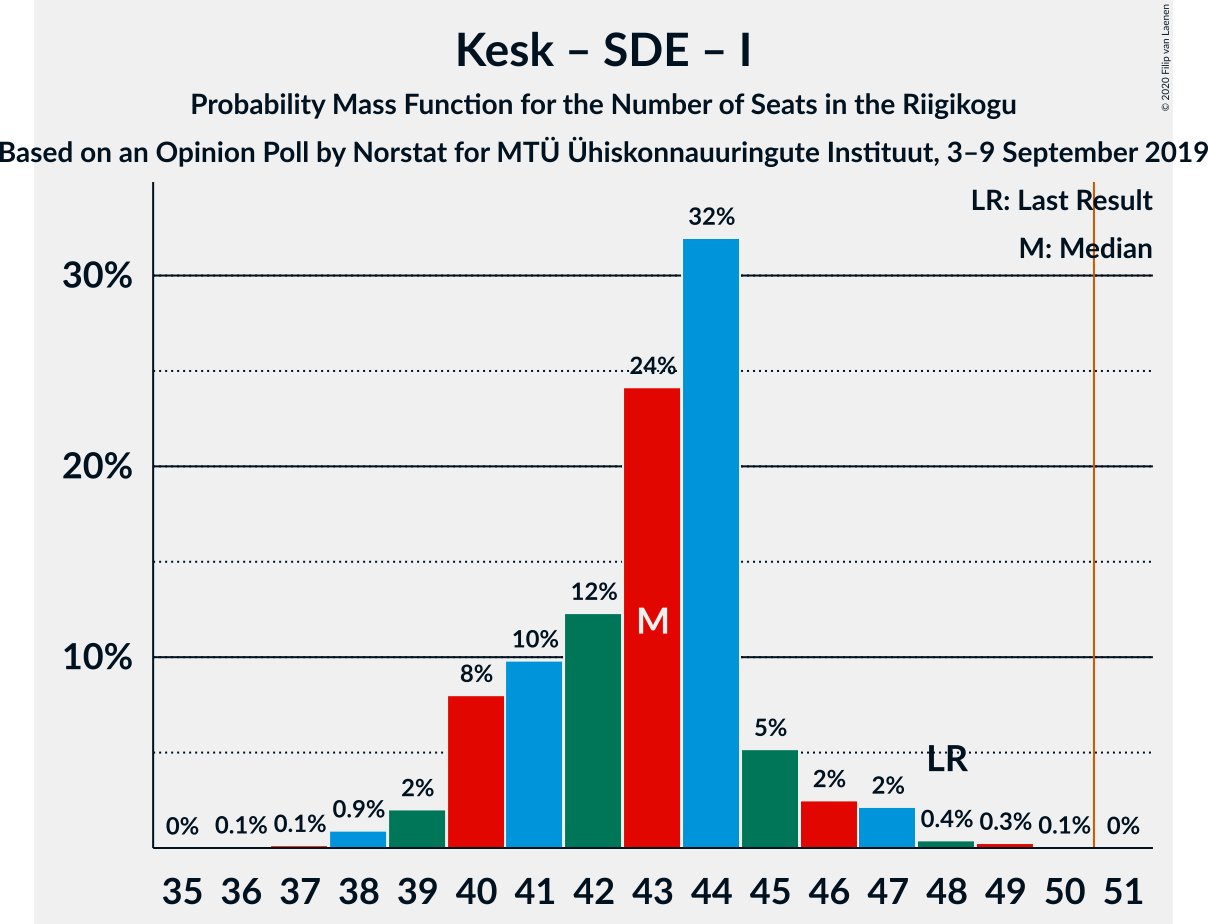 Kesk – SDE – I
Probability Mass Function for the Number of Seats in the Riigikogu
Based on an Opinion Poll by Norstat for MTÜ Ühiskonnauuringute Instituut, 3–9 September 2019
© 2020 Filip van Laenen
LR: Last Result
M: Median
30%
20%
10%
0% 0.1% 0.1% 0.9% 2% 8% 10% 12% 24% 32% 5% 2% 2% 0.4% 0.3% 0.1% 0%
M
LR
35 36 37 38 39 40 41 42 43 44 45 46 47 48 49 50 51